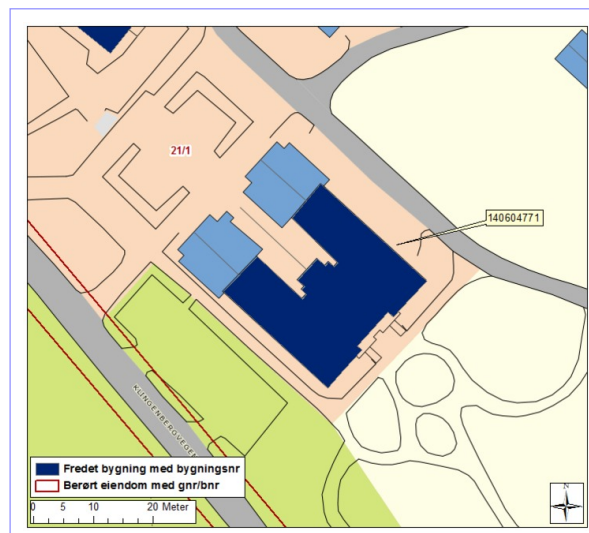 21/1
140604771
KLINGENBERGVEGEN
Fredet bygning med bygningsnr
Berørt eiendom med gnr/bnr
0 5 10 20 Meter
N